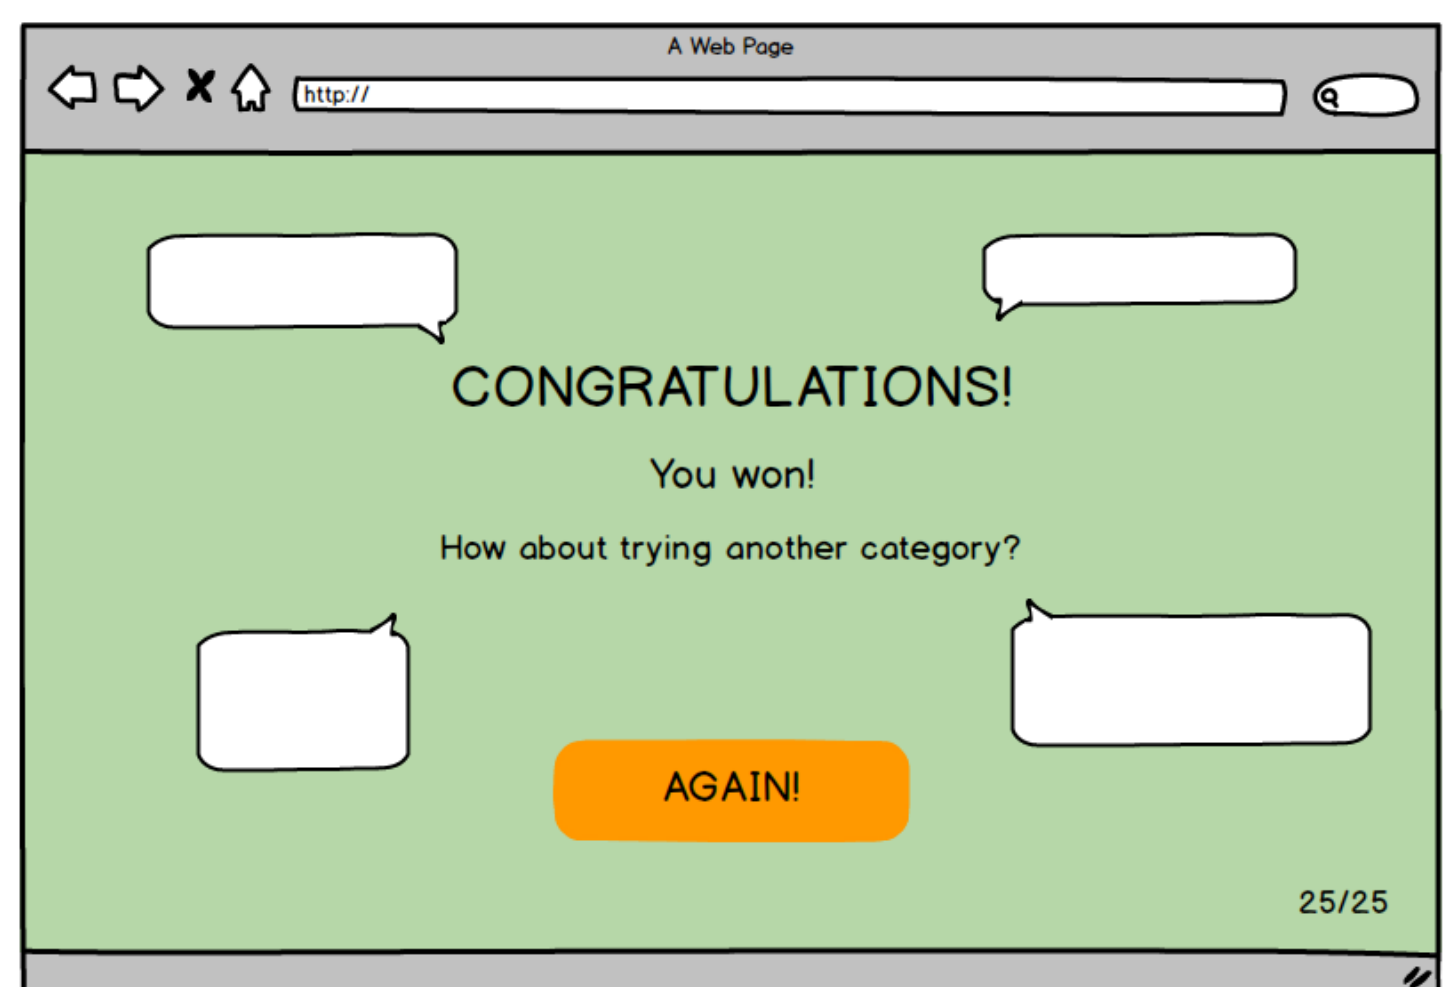 A Web Page
http://
CONGRATULATIONS!
You won!
How about trying another category?
AGAIN!
25/25